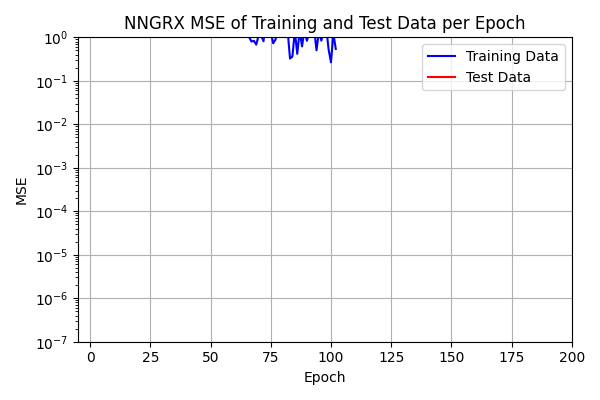 NNGRX MSE of Training and Test Data per Epoch
10⁰
10⁻¹
10⁻²
10⁻³
10⁻⁴
10⁻⁵
10⁻⁶
10⁻⁷
MSE
Training Data
Test Data
0 25 50 75 100 125 150 175 200
Epoch